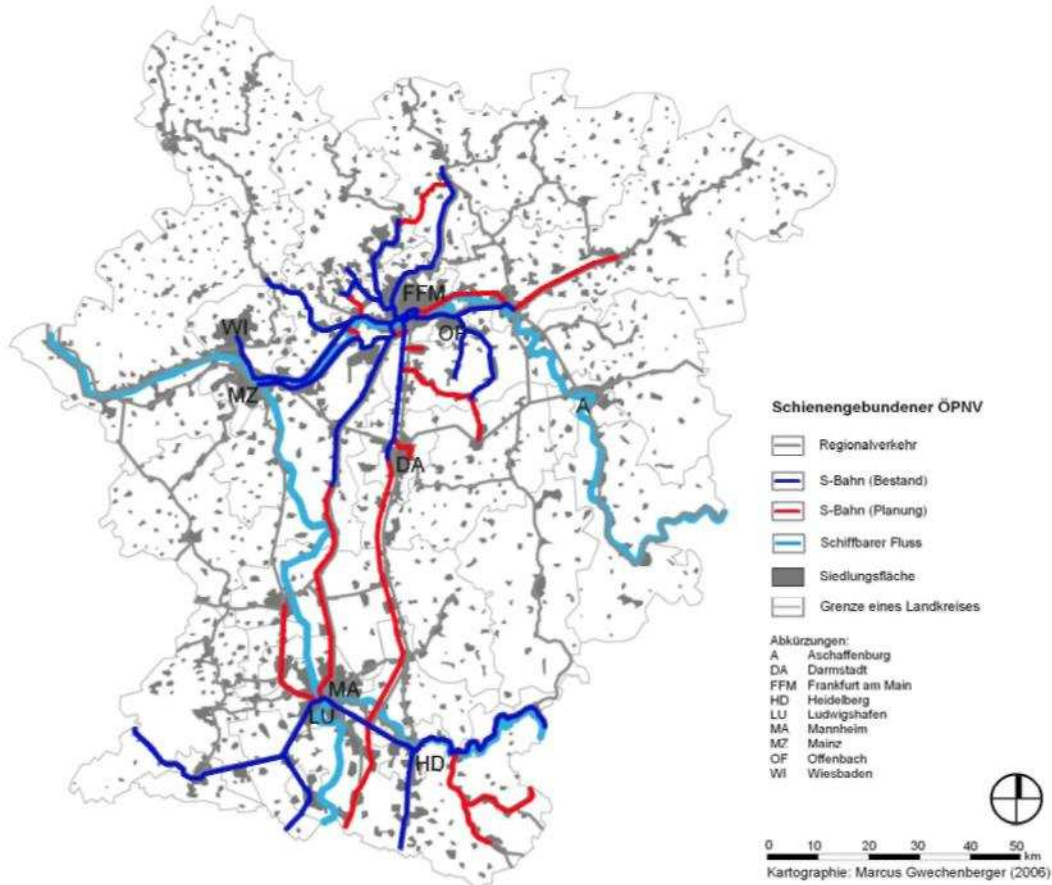 FFM
WI
OF
MZ
A
DA
MA
LU
HD
Schienengebundener ÖPNV
Regionalverkehr
S-Bahn (Bestand)
S-Bahn (Planung)
Schiffbarer Fluss
Siedlungsfläche
Grenze eines Landkreises
Abkürzungen:
A Aschaffenburg
DA Darmstadt
FFM Frankfurt am Main
HD Heidelberg
LU Ludwigshafen
MA Mannheim
MZ Mainz
OF Offenbach
WI Wiesbaden
0 10 20 30 40 50
km
Kartographie: Marcus Gwechenberger (2006)